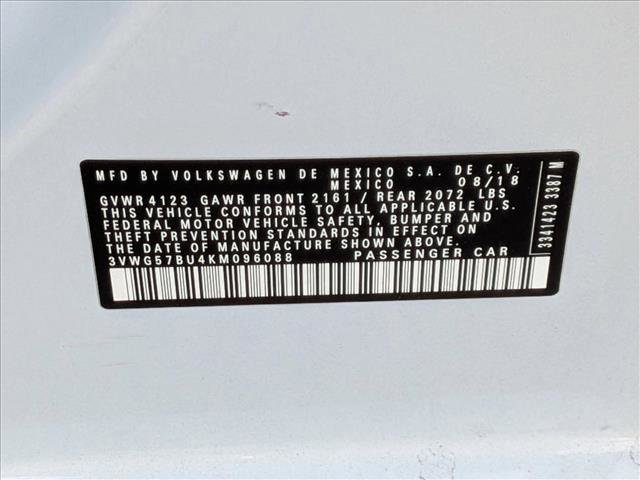 MFD BY VOLKSWAGEN DE MEXICO S.A. DE C.V.
MEXICO 08/18
GVWR 4123 GAWR FRONT 2161 / REAR 2072 LBS
THIS VEHICLE CONFORMS TO ALL APPLICABLE U.S.
FEDERAL MOTOR VEHICLE SAFETY, BUMPER AND
THEFT PREVENTION STANDARDS IN EFFECT ON
THE DATE OF MANUFACTURE SHOWN ABOVE.
3VWG57BU4KM096088 PASSENGER CAR
3341423 3387 M